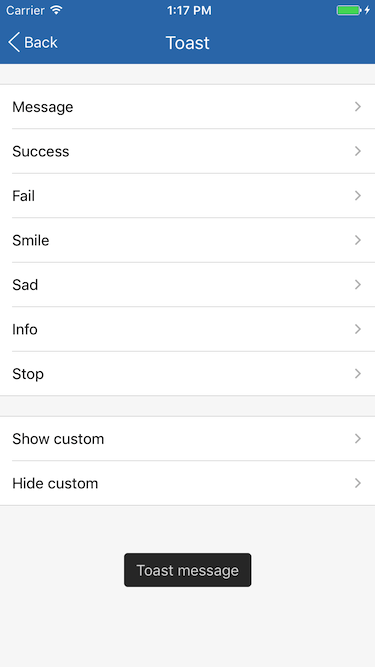 Carrier 1:17 PM
Back Toast
Message
Success
Fail
Smile
Sad
Info
Stop
Show custom
Hide custom
Toast message